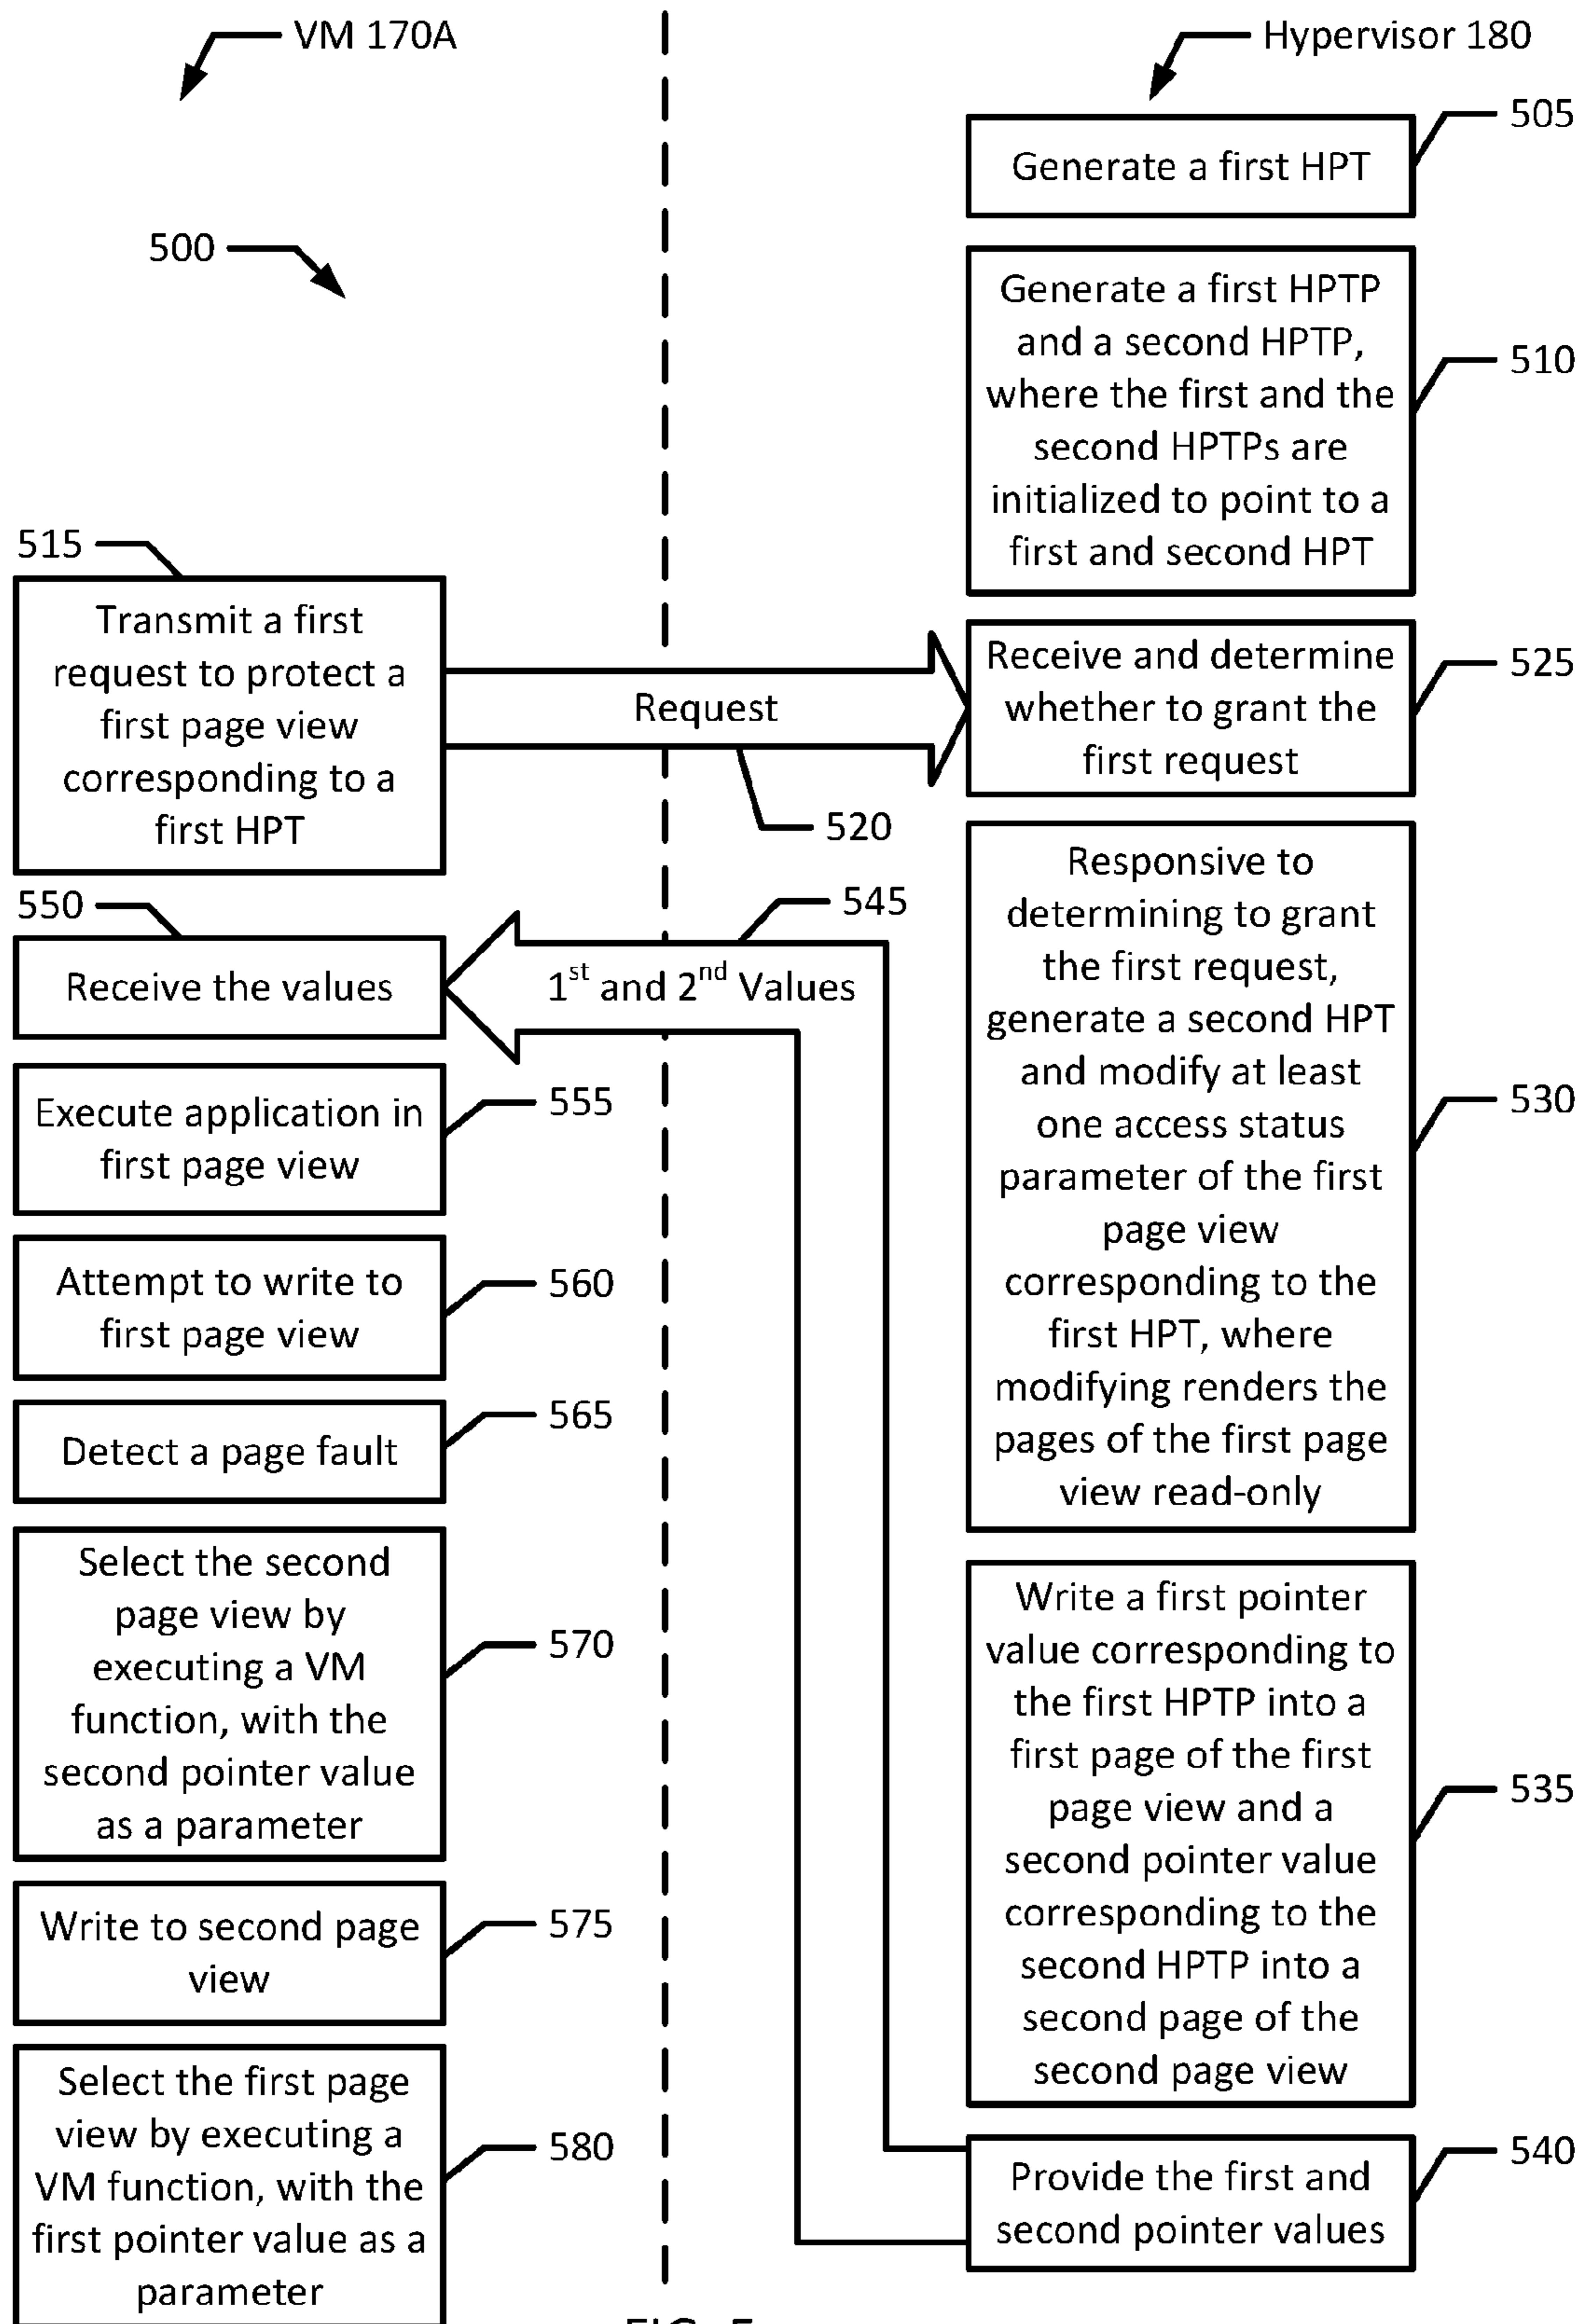 VM 170A
Hypervisor 180
505
Generate a first HPT
500
Generate a first HPTP
and a second HPTP,
where the first and the
second HPTPs are
initialized to point to a
first and second HPT
510
515
Transmit a first
request to protect a
first page view
corresponding to a
first HPT
Request
520
Receive and determine
whether to grant the
first request
525
550
Receive the values
545
1st and 2nd Values
Responsive to
determining to grant
the first request,
generate a second HPT
and modify at least
one access status
parameter of the first
page view
corresponding to the
first HPT, where
modifying renders the
pages of the first page
view read-only
530
Execute application in
first page view
555
Attempt to write to
first page view
560
Detect a page fault
565
Select the second
page view by
executing a VM
function, with the
second pointer value
as a parameter
570
Write a first pointer
value corresponding to
the first HPTP into a
first page of the first
page view and a
second pointer value
corresponding to the
second HPTP into a
second page of the
second page view
535
Write to second page
view
575
Select the first page
view by executing a
VM function, with the
first pointer value as a
parameter
580
Provide the first and
second pointer values
540